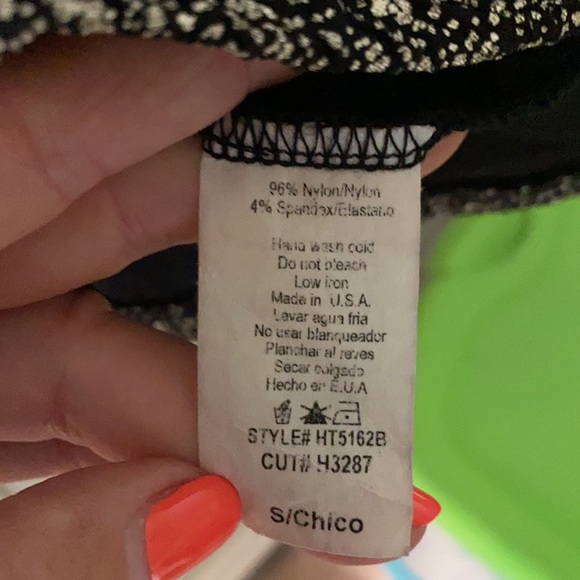 96% Nylon/Nylon
4% Spandex/Elastano
Hand wash cold
Do not bleach
Low iron
Made in U.S.A.
Lavar agua fria
No usar blanqueador
Planchar al reves
Secar colgado
Hecho en E.U.A
STYLE# HT5162B
CUT# H3287
S/Chico